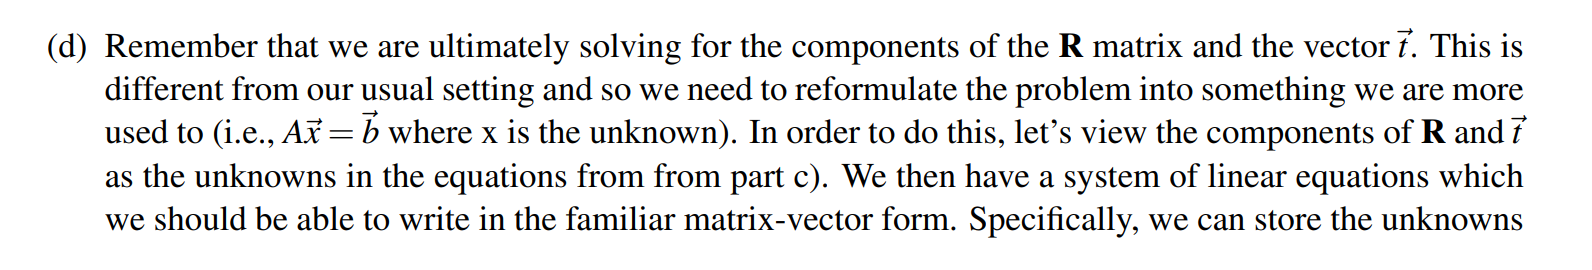 (d) Remember that we are ultimately solving for the components of the R matrix and the vector t⃗. This is
different from our usual setting and so we need to reformulate the problem into something we are more
used to (i.e., Ax⃗ = b⃗ where x is the unknown). In order to do this, let’s view the components of R and t⃗
as the unknowns in the equations from from part c). We then have a system of linear equations which
we should be able to write in the familiar matrix-vector form. Specifically, we can store the unknowns